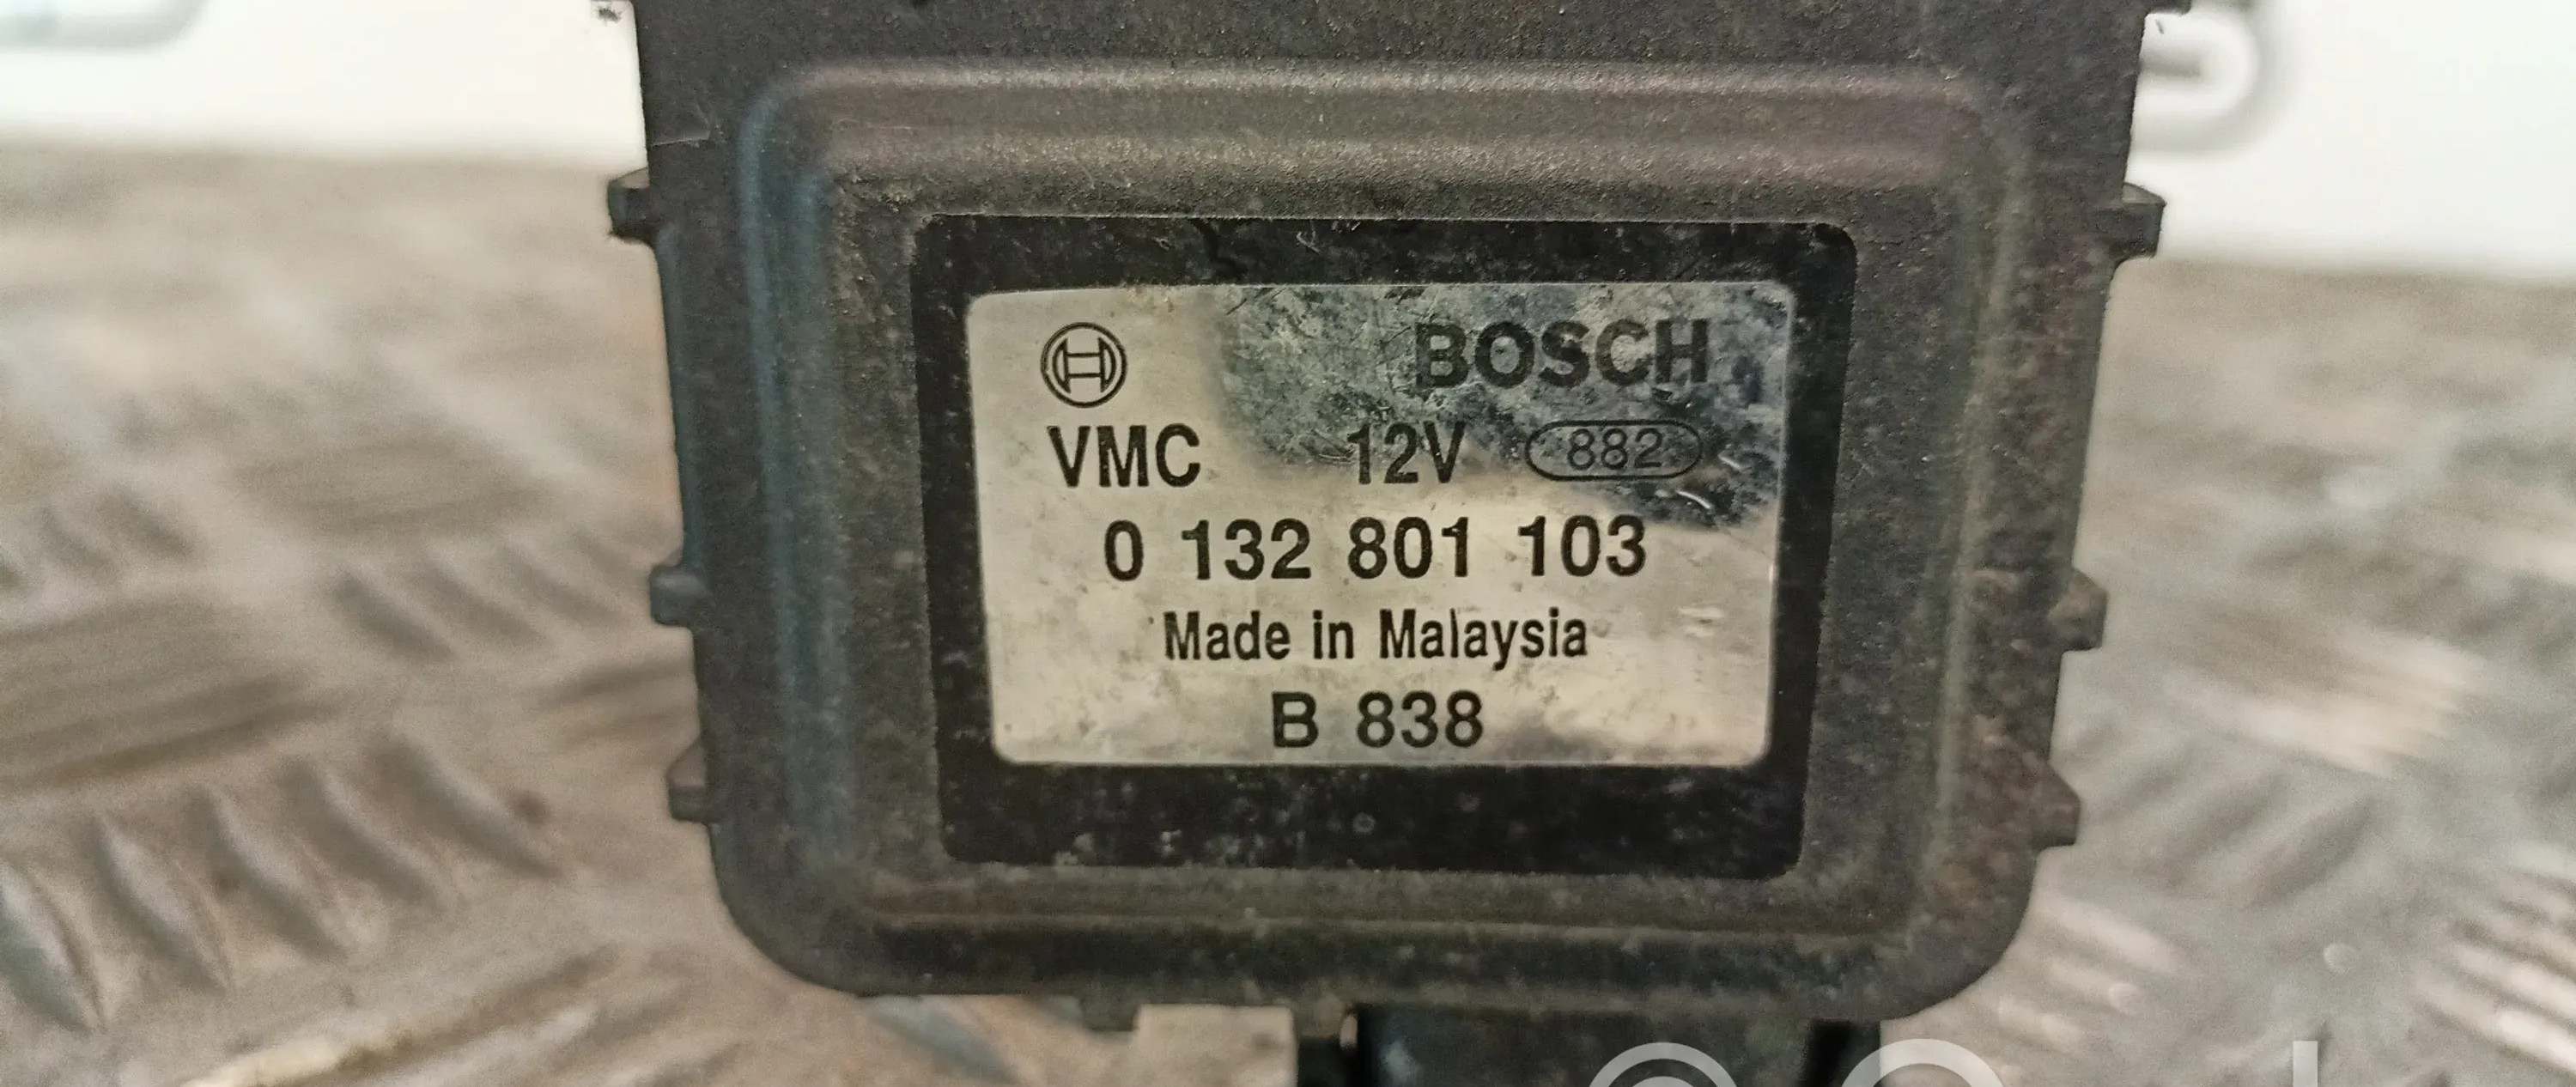 BOSCH
VMC 12V 882
0 132 801 103
Made in Malaysia
B 838